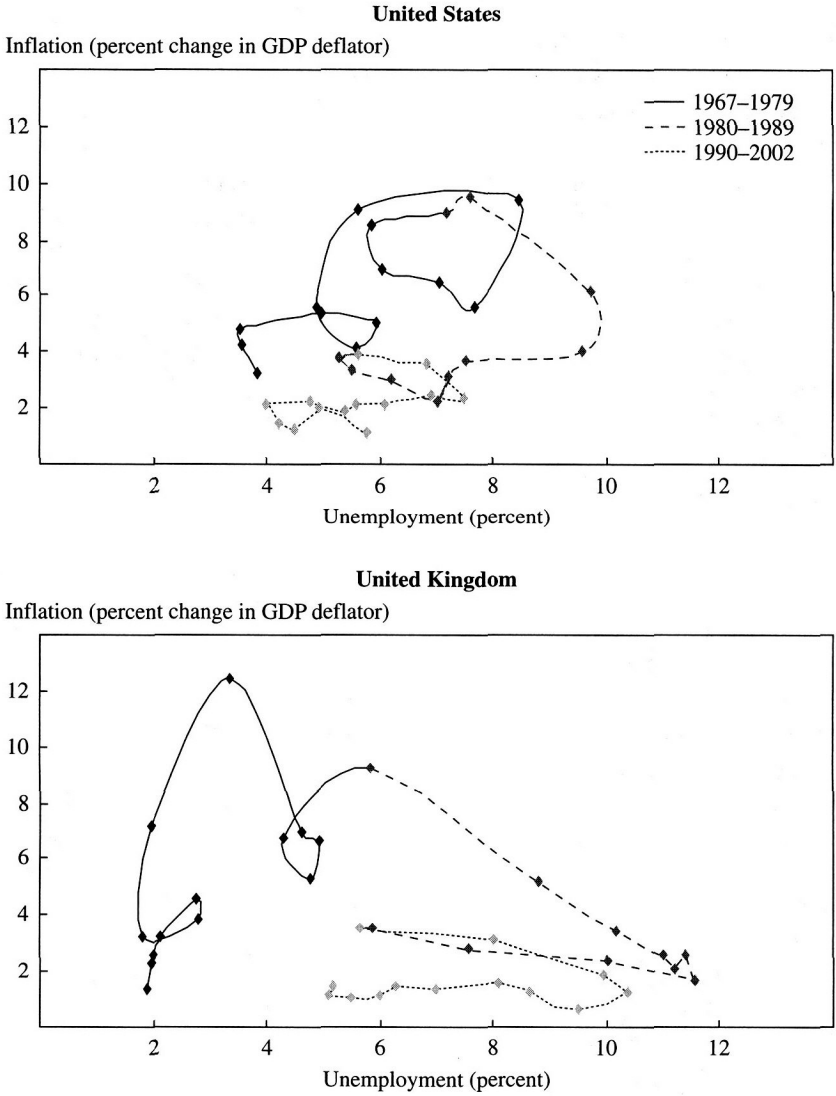 United States
Inflation (percent change in GDP deflator)
1967–1979
12
1980–1989
1990–2002
10
8
6
4
2
2 4 6 8 10 12
Unemployment (percent)
United Kingdom
Inflation (percent change in GDP deflator)
12
10
8
6
4
2
2 4 6 8 10 12
Unemployment (percent)